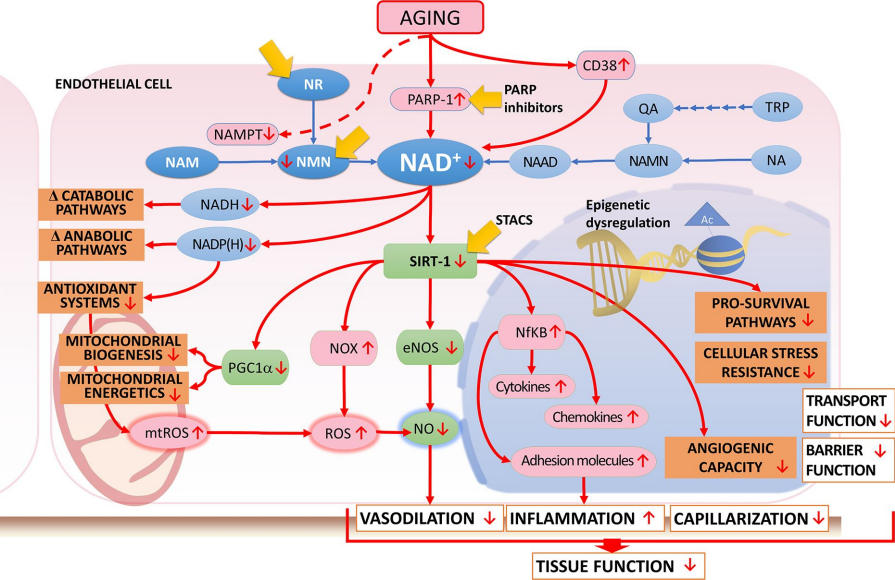 AGING
CD38↑
ENDOTHELIAL CELL
NR
PARP-1↑
PARP
inhibitors
QA
TRP
NAMPT↓
NAM
↓NMN
NAD+↓
NAAD
NAMN
NA
Δ CATABOLIC
PATHWAYS
NADH↓
Epigenetic
dysregulation
Ac
STACS
Δ ANABOLIC
PATHWAYS
NADP(H)↓
SIRT-1↓
ANTIOXIDANT
SYSTEMS↓
PRO-SURVIVAL
PATHWAYS↓
MITOCHONDRIAL
BIOGENESIS↓
NOX↑
eNOS↓
NfKB↑
PGC1α↓
CELLULAR STRESS
RESISTANCE↓
MITOCHONDRIAL
ENERGETICS↓
Cytokines↑
TRANSPORT
FUNCTION↓
Chemokines↑
mtROS↑
ROS↑
NO↓
Adhesion molecules↑
ANGIOGENIC
CAPACITY↓
BARRIER↓
FUNCTION
VASODILATION↓
INFLAMMATION↑
CAPILLARIZATION↓
TISSUE FUNCTION↓